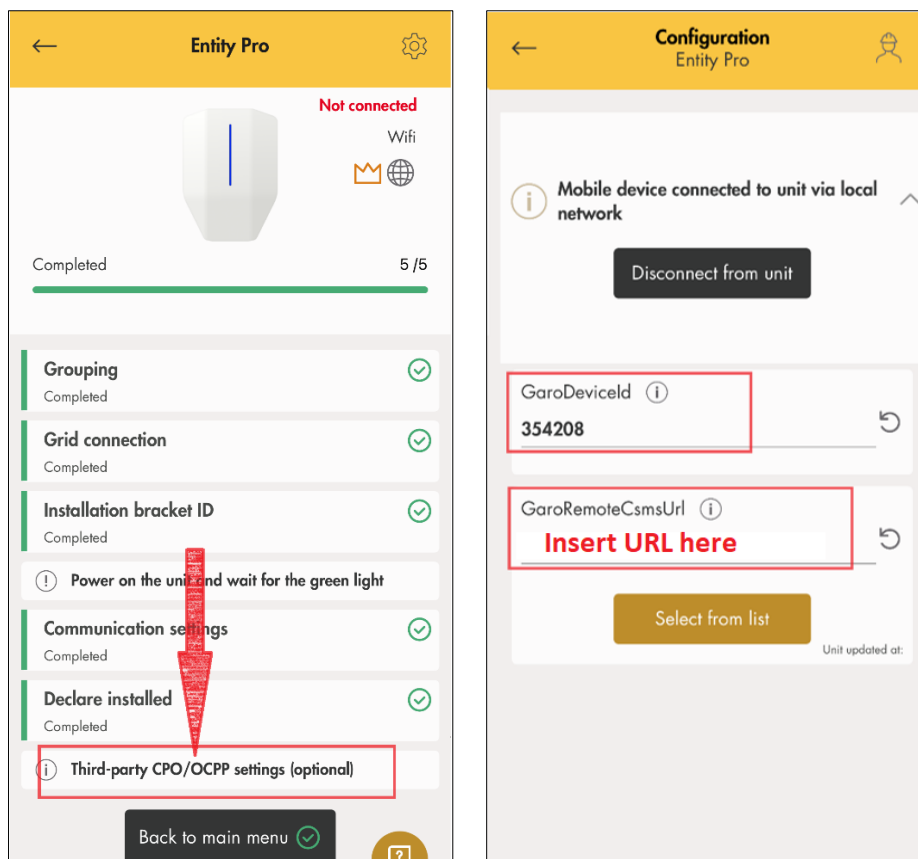 Entity Pro
Not connected
Wifi
Completed
5 /5
Grouping
Completed
Grid connection
Completed
Installation bracket ID
Completed
Power on the unit and wait for the green light
Communication settings
Completed
Declare installed
Completed
Third-party CPO/OCPP settings (optional)
Back to main menu
Configuration
Entity Pro
Mobile device connected to unit via local
network
Disconnect from unit
GaroDeviceId
354208
GaroRemoteCsmsUrl
Insert URL here
Select from list
Unit updated at: